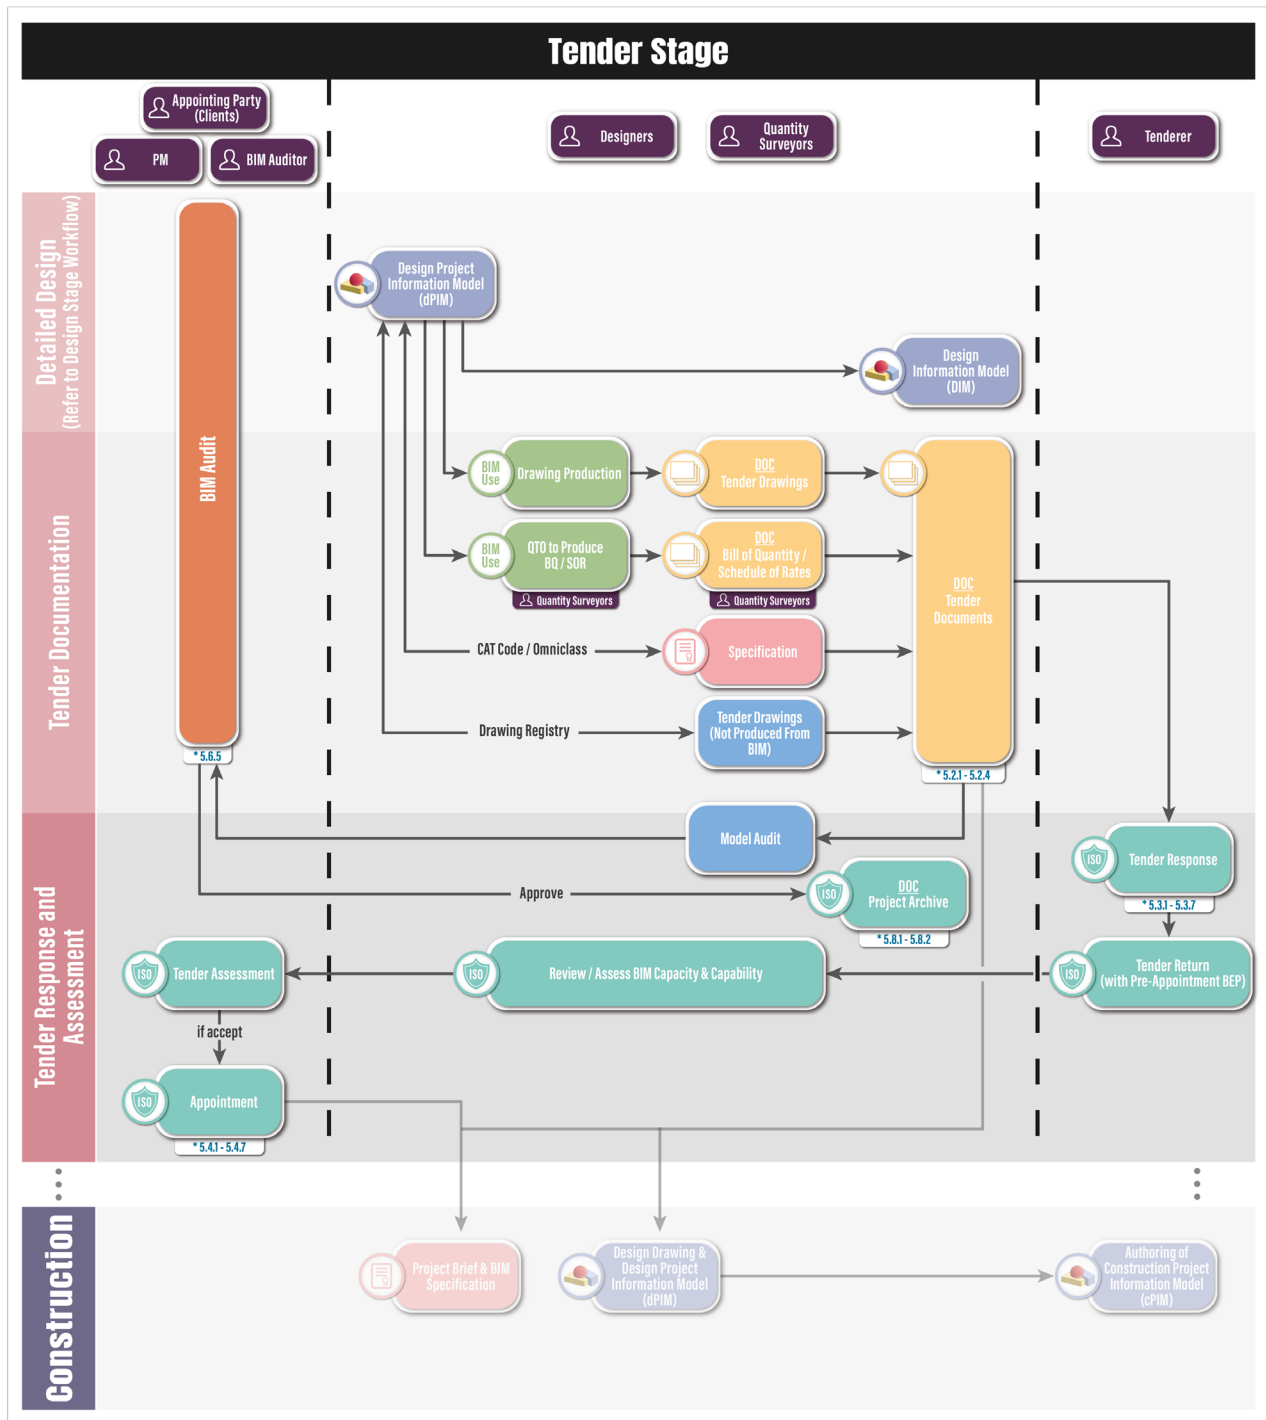 Tender Stage
Appointing Party
(Clients)
PM
BIM Auditor
Designers
Quantity
Surveyors
Tenderer
Detailed Design
(Refer to Design Stage Workflow)
BIM Audit
* 5.6.5
Design Project
Information Model
(dPIM)
Design
Information Model
(DIM)
Tender Documentation
BIM
Use
Drawing Production
DOC
Tender Drawings
BIM
Use
QTO to Produce
BQ / SOR
Quantity Surveyors
DOC
Bill of Quantity /
Schedule of Rates
Quantity Surveyors
DOC
Tender
Documents
* 5.2.1 - 5.2.4
CAT Code / Omniclass
Specification
Drawing Registry
Tender Drawings
(Not Produced From
BIM)
Tender Response and
Assessment
Model Audit
ISO
Tender Response
* 5.3.1 - 5.3.7
Approve
ISO
DOC
Project Archive
* 5.8.1 - 5.8.2
ISO
Tender Assessment
ISO
Review / Assess BIM Capacity & Capability
ISO
Tender Return
(with Pre-Appointment BEP)
if accept
ISO
Appointment
* 5.4.1 - 5.4.7
Construction
Project Brief & BIM
Specification
Design Drawing &
Design Project
Information Model
(dPIM)
Authoring of
Construction Project
Information Model
(cPIM)